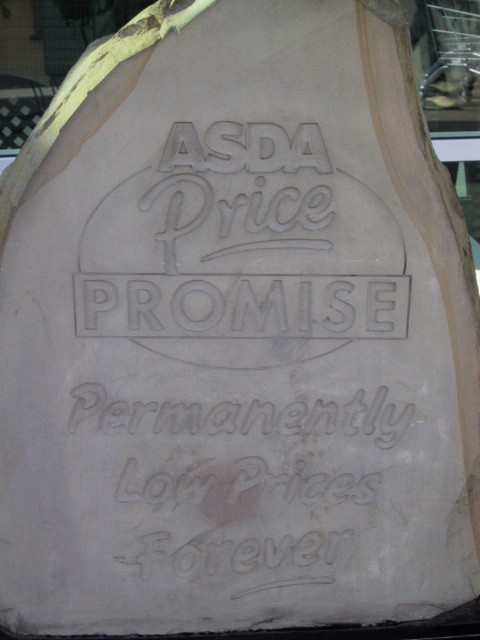 ASDA
Price
PROMISE
Permanently
Low Prices
Forever